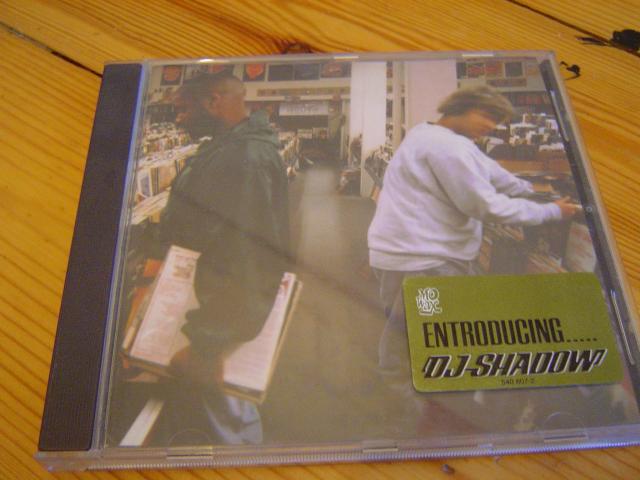 MO
WAX
ENTRODUCING.....
DJ-SHADOW
540 607-2